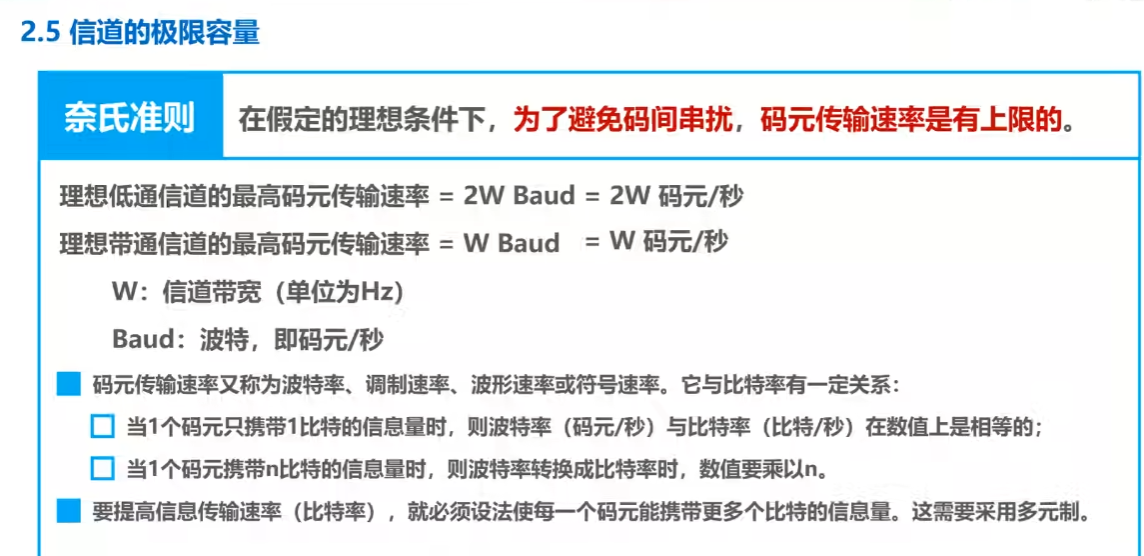 2.5 信道的极限容量
奈氏准则
在假定的理想条件下，为了避免码间串扰，码元传输速率是有上限的。
理想低通信道的最高码元传输速率 = 2W Baud = 2W 码元/秒
理想带通信道的最高码元传输速率 = W Baud = W 码元/秒
W：信道带宽（单位为Hz）
Baud：波特，即码元/秒
码元传输速率又称为波特率、调制速率、波形速率或符号速率。它与比特率有一定关系：
当1个码元只携带1比特的信息量时，则波特率（码元/秒）与比特率（比特/秒）在数值上是相等的；
当1个码元携带n比特的信息量时，则波特率转换成比特率时，数值要乘以n。
要提高信息传输速率（比特率），就必须设法使每一个码元能携带更多个比特的信息量。这需要采用多元制。